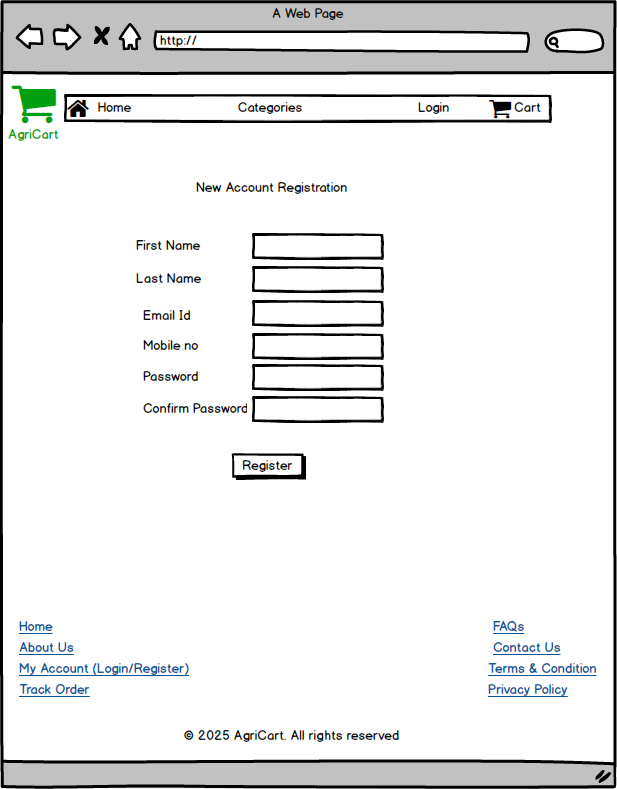 A Web Page
http://
Home Categories Login Cart
AgriCart
New Account Registration
First Name
Last Name
Email Id
Mobile no
Password
Confirm Password
Register
Home FAQs
About Us Contact Us
My Account (Login/Register) Terms & Condition
Track Order Privacy Policy
© 2025 AgriCart. All rights reserved